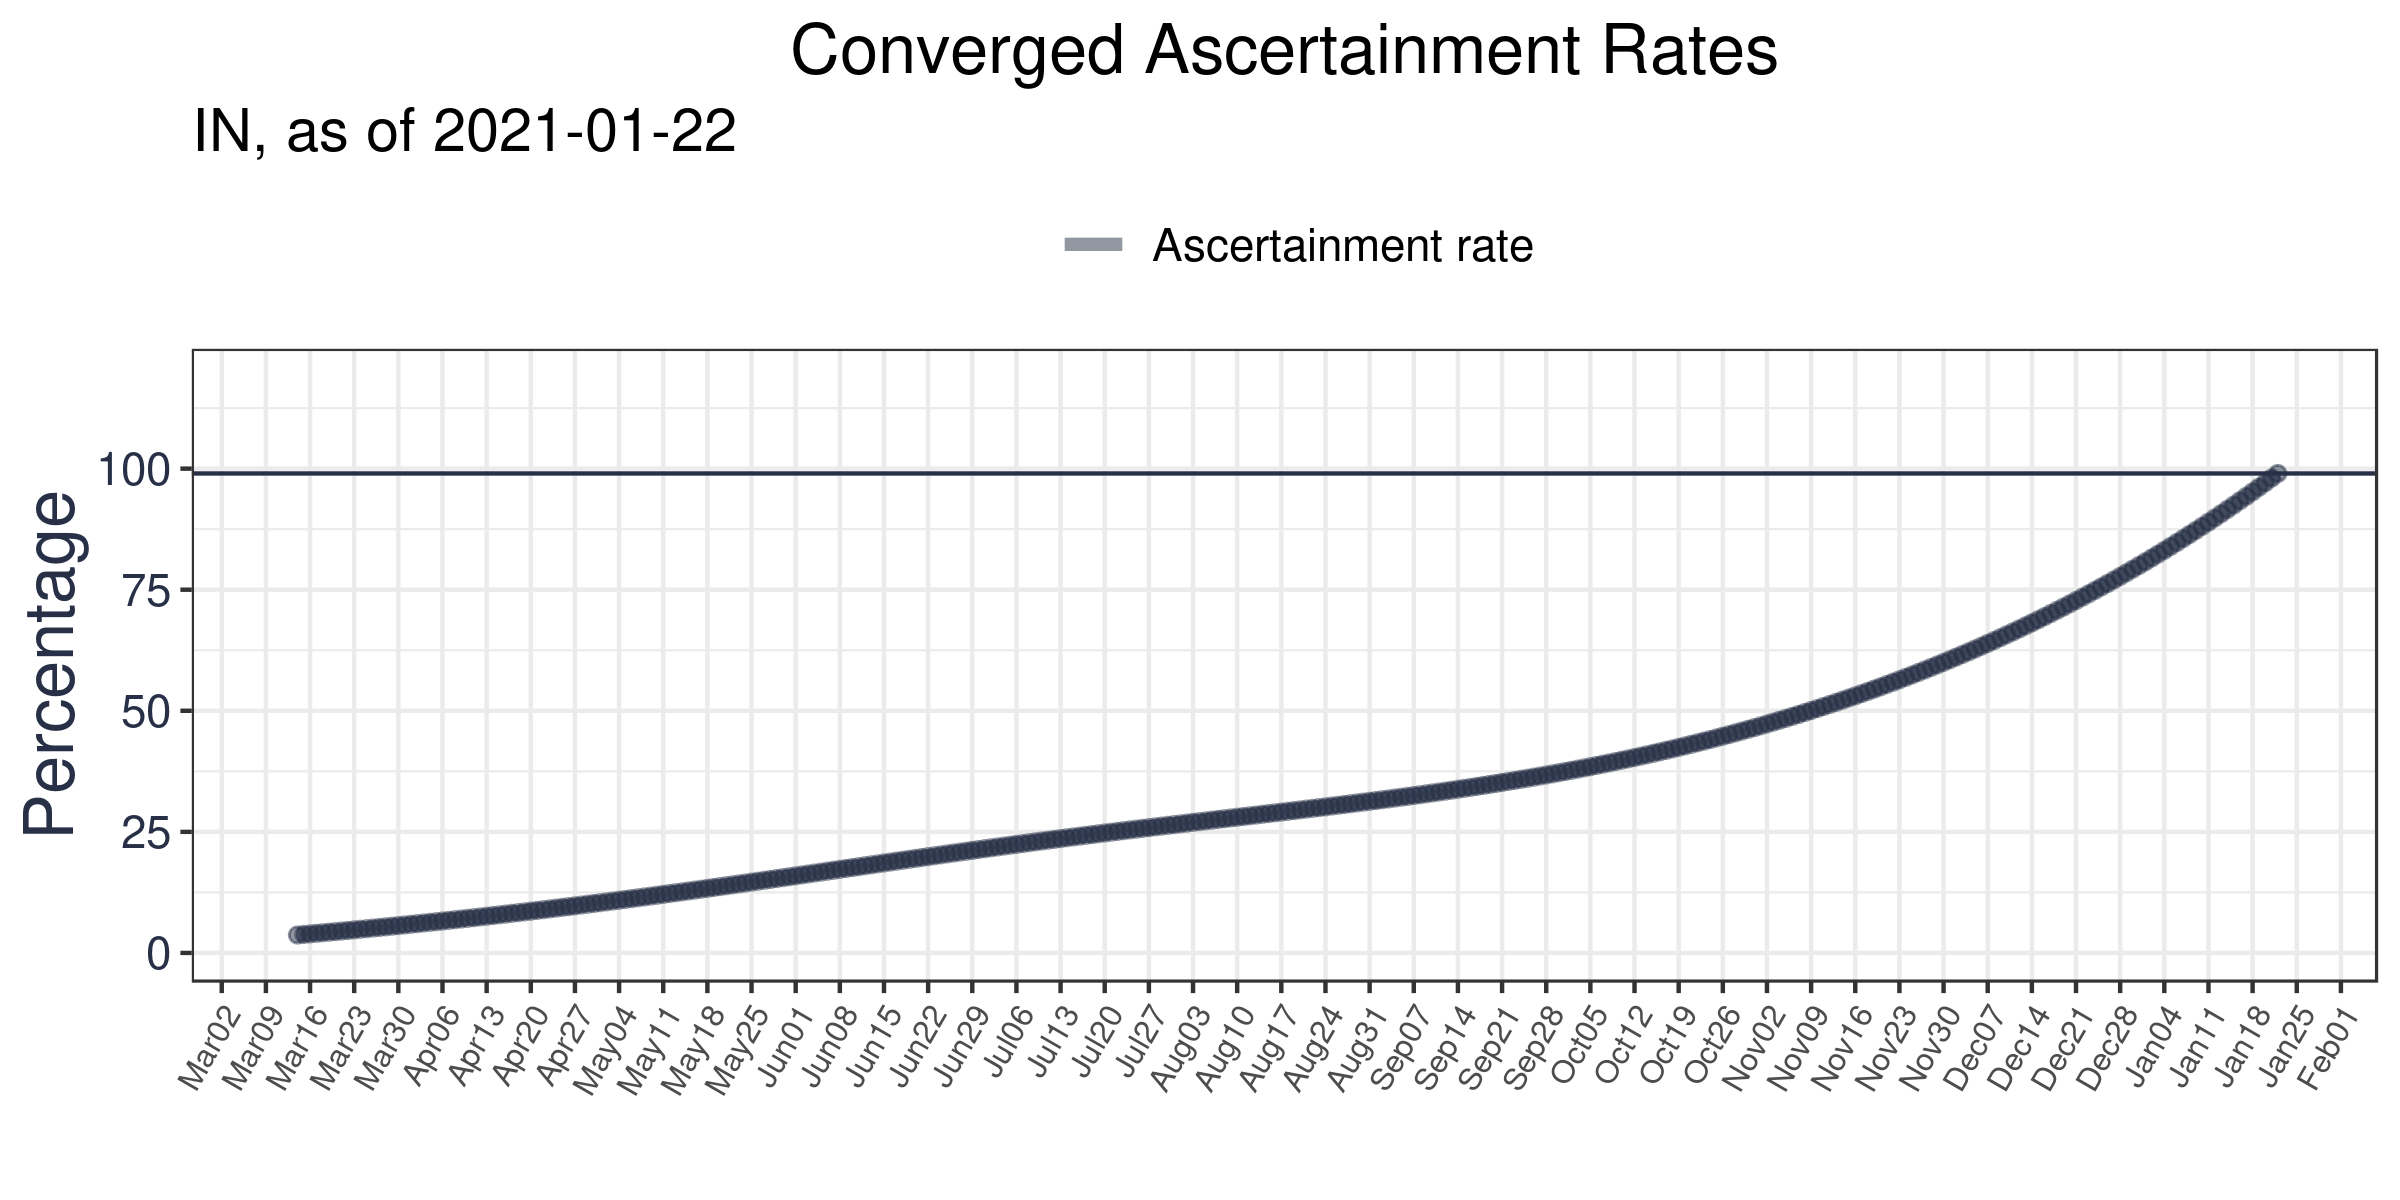 Converged Ascertainment Rates
IN, as of 2021-01-22
Ascertainment rate
Percentage
100
75
50
25
0
Mar02 Mar09 Mar16 Mar23 Mar30 Apr06 Apr13 Apr20 Apr27 May04 May11 May18 May25 Jun01 Jun08 Jun15 Jun22 Jun29 Jul06 Jul13 Jul20 Jul27 Aug03 Aug10 Aug17 Aug24 Aug31 Sep07 Sep14 Sep21 Sep28 Oct05 Oct12 Oct19 Oct26 Nov02 Nov09 Nov16 Nov23 Nov30 Dec07 Dec14 Dec21 Dec28 Jan04 Jan11 Jan18 Jan25 Feb01